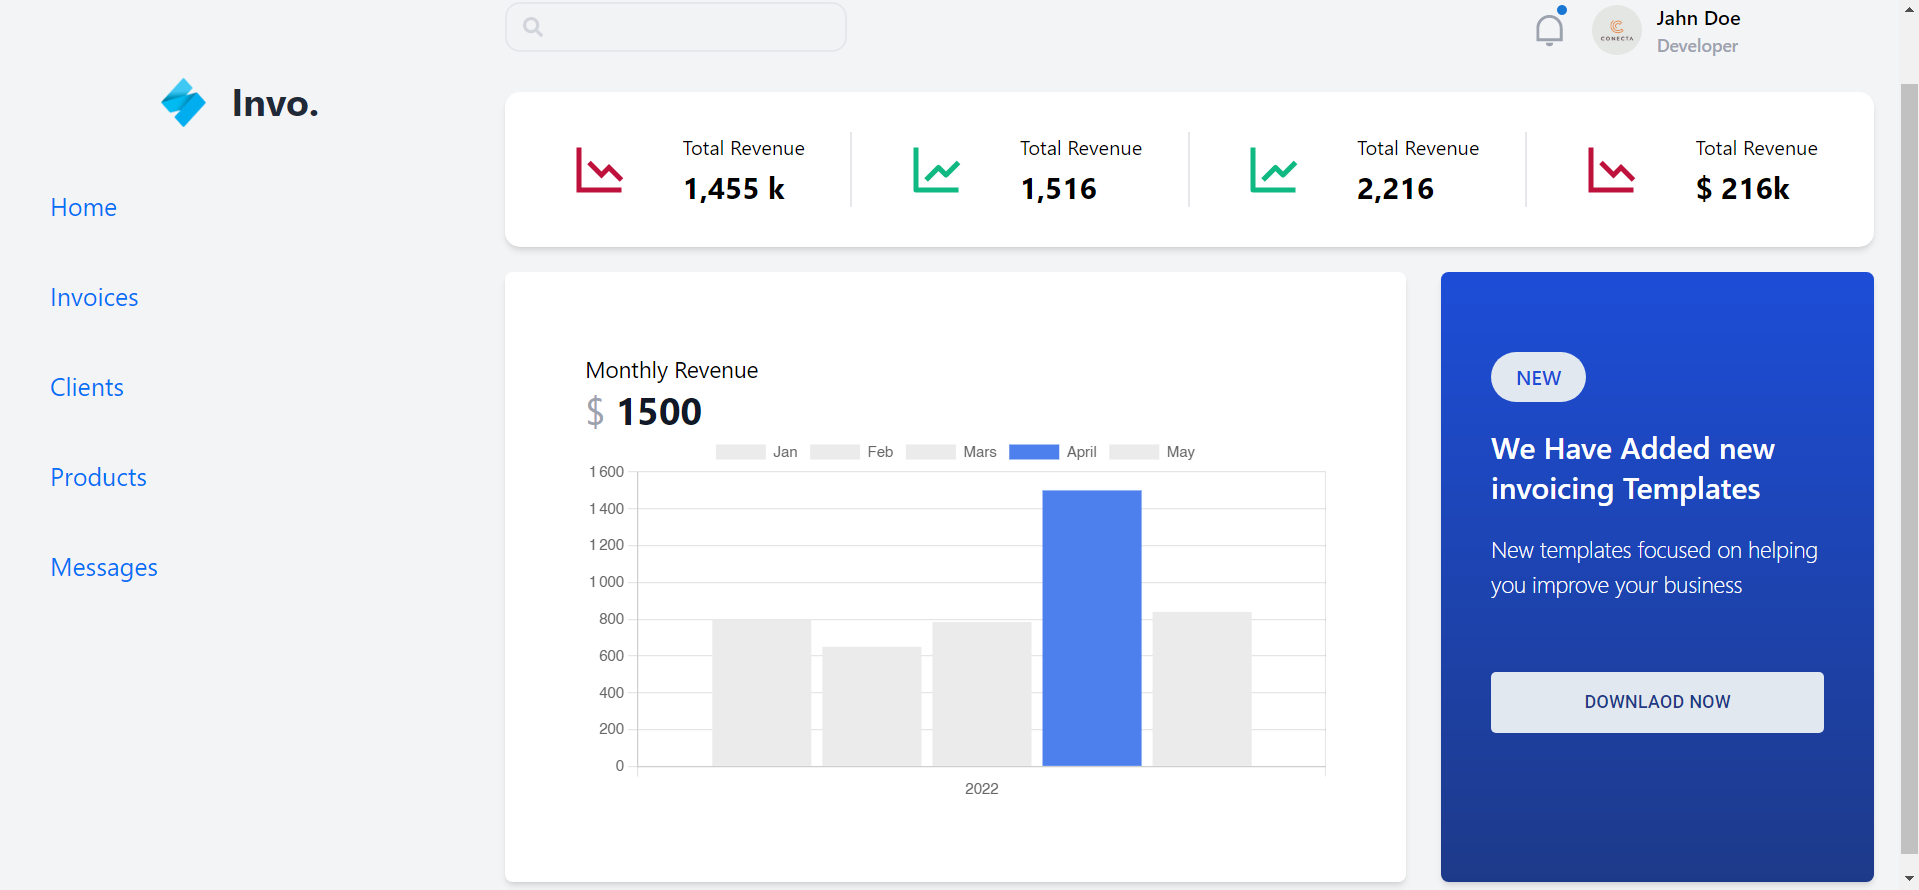 Jahn Doe
CONECTA
Developer
Invo.
Home
Invoices
Clients
Products
Messages
Total Revenue
1,455 k
Total Revenue
1,516
Total Revenue
2,216
Total Revenue
$ 216k
Monthly Revenue
$ 1500
Jan Feb Mars April May
1 600
1 400
1 200
1 000
800
600
400
200
0
2022
NEW
We Have Added new
invoicing Templates
New templates focused on helping
you improve your business
DOWNLAOD NOW